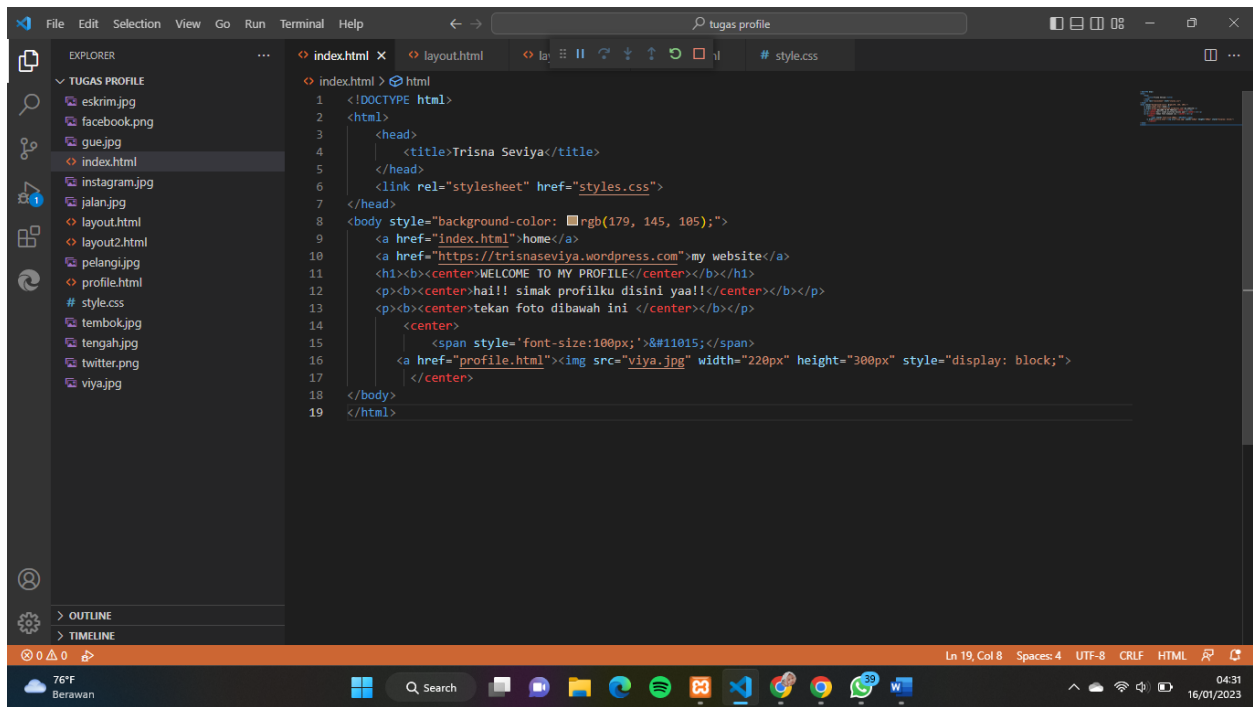 File Edit Selection View Go Run Terminal Help tugas profile
EXPLORER
index.html layout.html # style.css
TUGAS PROFILE
index.html > html
eskrim.jpg
facebook.png
gue.jpg
index.html
instagram.jpg
jalan.jpg
layout.html
layout2.html
pelangi.jpg
profile.html
# style.css
tembok.jpg
tengah.jpg
twitter.png
viya.jpg
1 <!DOCTYPE html>
2 <html>
3 <head>
4 <title>Trisna Seviya</title>
5 </head>
6 <link rel="stylesheet" href="styles.css">
7 </head>
8 <body style="background-color: rgb(179, 145, 105);">
9 <a href="index.html">home</a>
10 <a href="https://trisnaseviya.wordpress.com">my website</a>
11 <h1><b><center>WELCOME TO MY PROFILE</center></b></h1>
12 <p><b><center>hai!! simak profilku disini yaa!!</center></b></p>
13 <p><b><center>tekan foto dibawah ini </center></b></p>
14 <center>
15 <span style='font-size:100px;'>&#11015;</span>
16 <a href="profile.html"><img src="viya.jpg" width="220px" height="300px" style="display: block;">
17 </center>
18 </body>
19 </html>
1
OUTLINE
TIMELINE
0 0 Ln 19, Col 8 Spaces: 4 UTF-8 CRLF HTML
76°F
Berawan
Search
39
04:31
16/01/2023